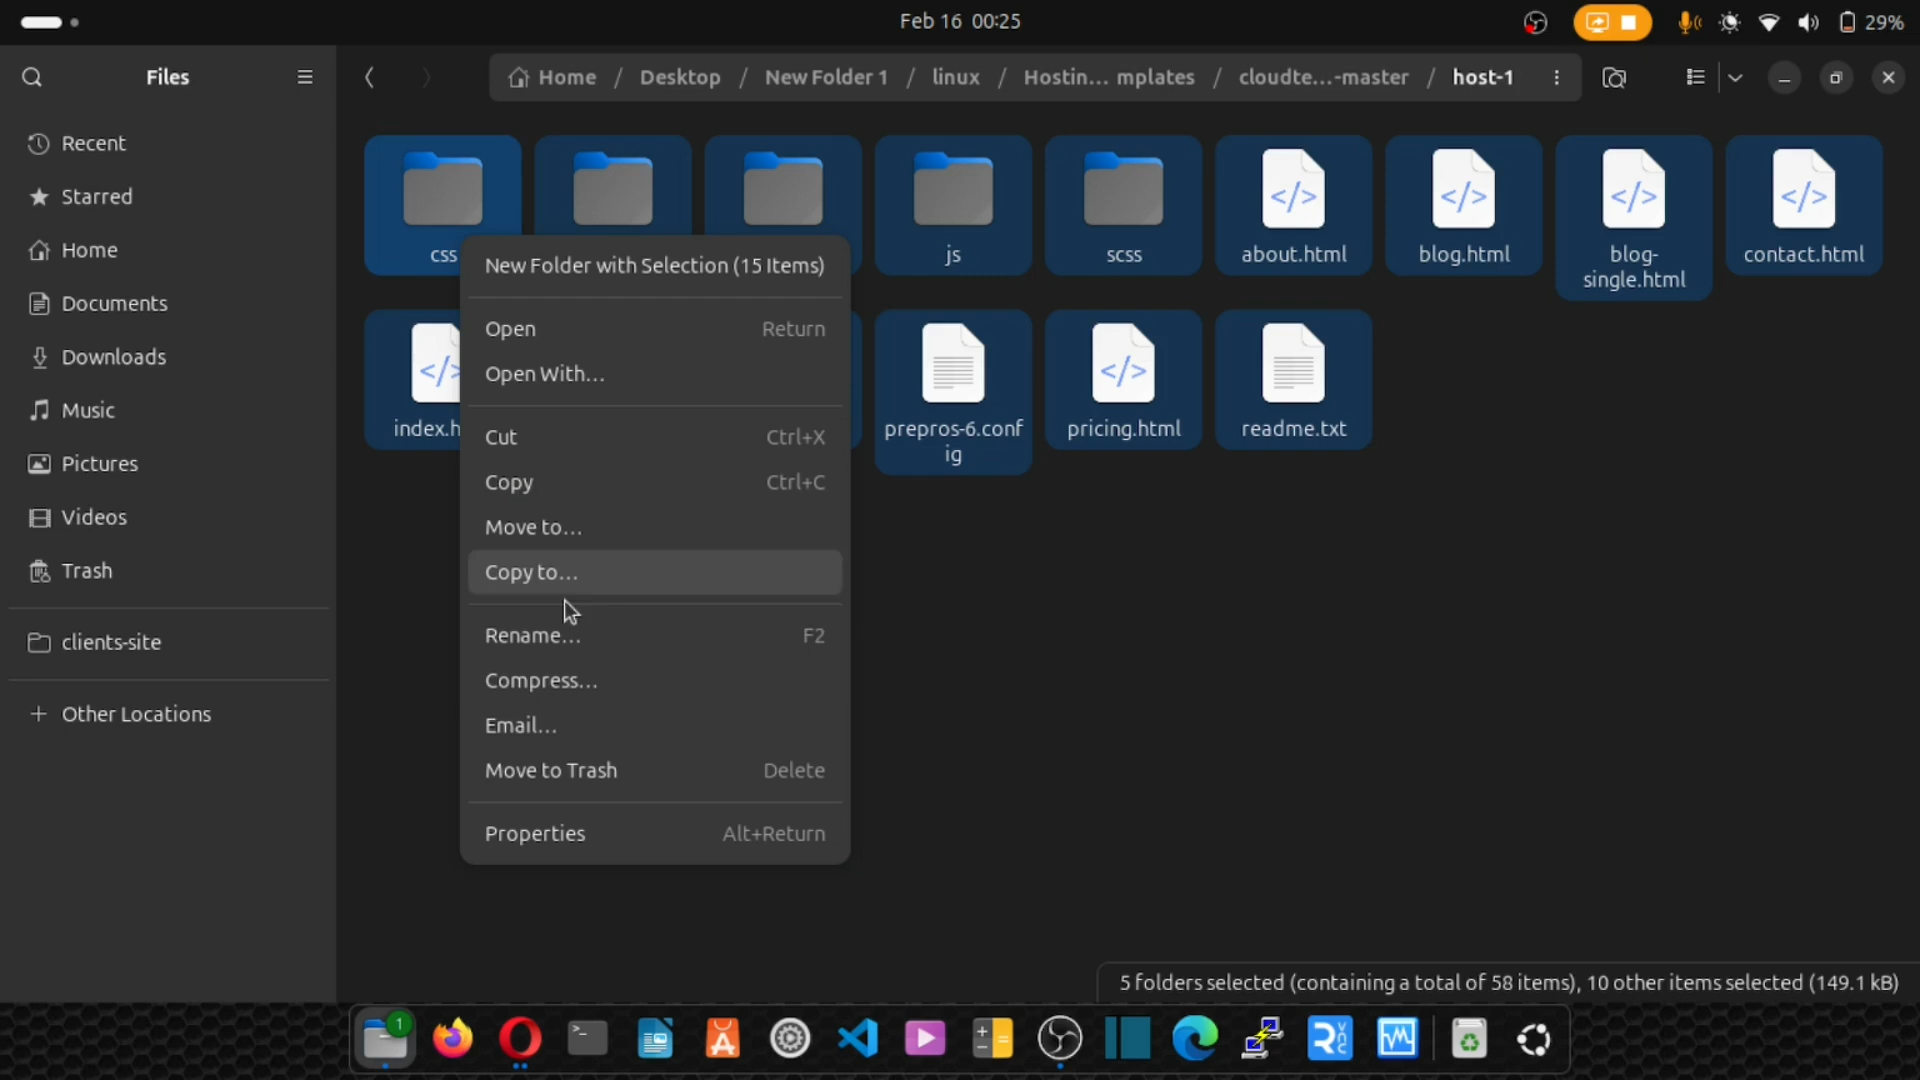 Feb 16 00:25
29%
Files
Home / Desktop / New Folder 1 / linux / Hostin... mplates / cloudte...-master / host-1
Recent
Starred
Home
Documents
Downloads
Music
Pictures
Videos
Trash
clients-site
Other Locations
css
js
scss
about.html
blog.html
blog-
single.html
contact.html
index.h
prepros-6.conf
ig
pricing.html
readme.txt
New Folder with Selection (15 Items)
Open Return
Open With...
Cut Ctrl+X
Copy Ctrl+C
Move to...
Copy to...
Rename... F2
Compress...
Email...
Move to Trash Delete
Properties Alt+Return
5 folders selected (containing a total of 58 items), 10 other items selected (149.1 kB)
1